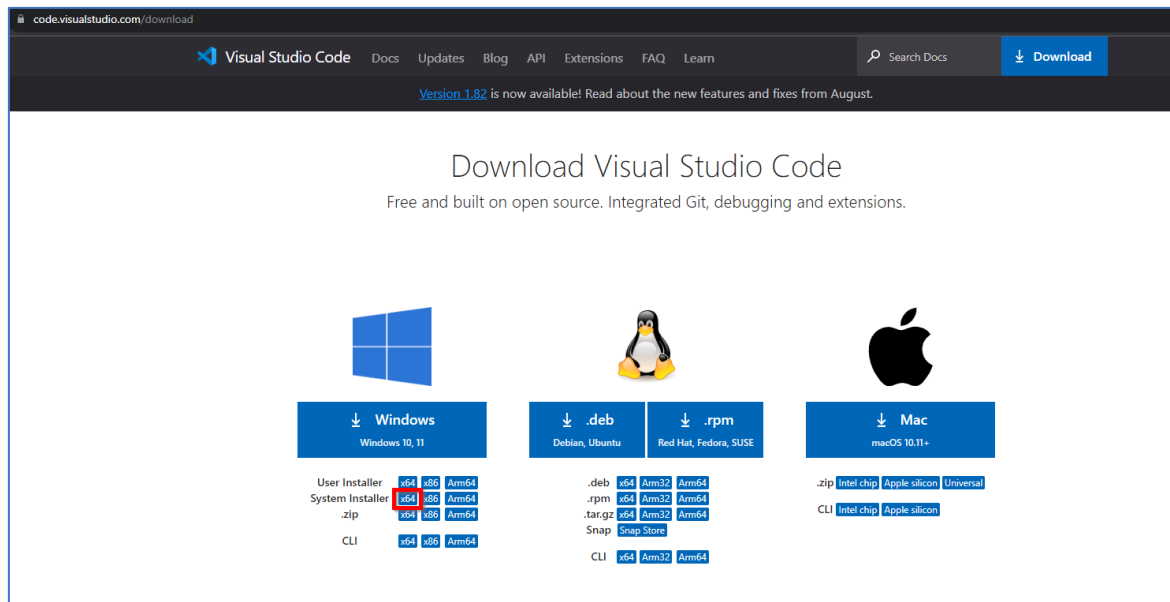 code.visualstudio.com/download
Visual Studio Code Docs Updates Blog API Extensions FAQ Learn Search Docs Download
Version 1.82 is now available! Read about the new features and fixes from August.
Download Visual Studio Code
Free and built on open source. Integrated Git, debugging and extensions.
Windows
Windows 10, 11
User Installer x64 x86 Arm64
System Installer x64 x86 Arm64
.zip x64 x86 Arm64
CLI x64 x86 Arm64
.deb
Debian, Ubuntu
.rpm
Red Hat, Fedora, SUSE
.deb x64 Arm32 Arm64
.rpm x64 Arm32 Arm64
.tar.gz x64 Arm32 Arm64
Snap Snap Store
CLI x64 Arm32 Arm64
Mac
macOS 10.11+
.zip Intel chip Apple silicon Universal
CLI Intel chip Apple silicon